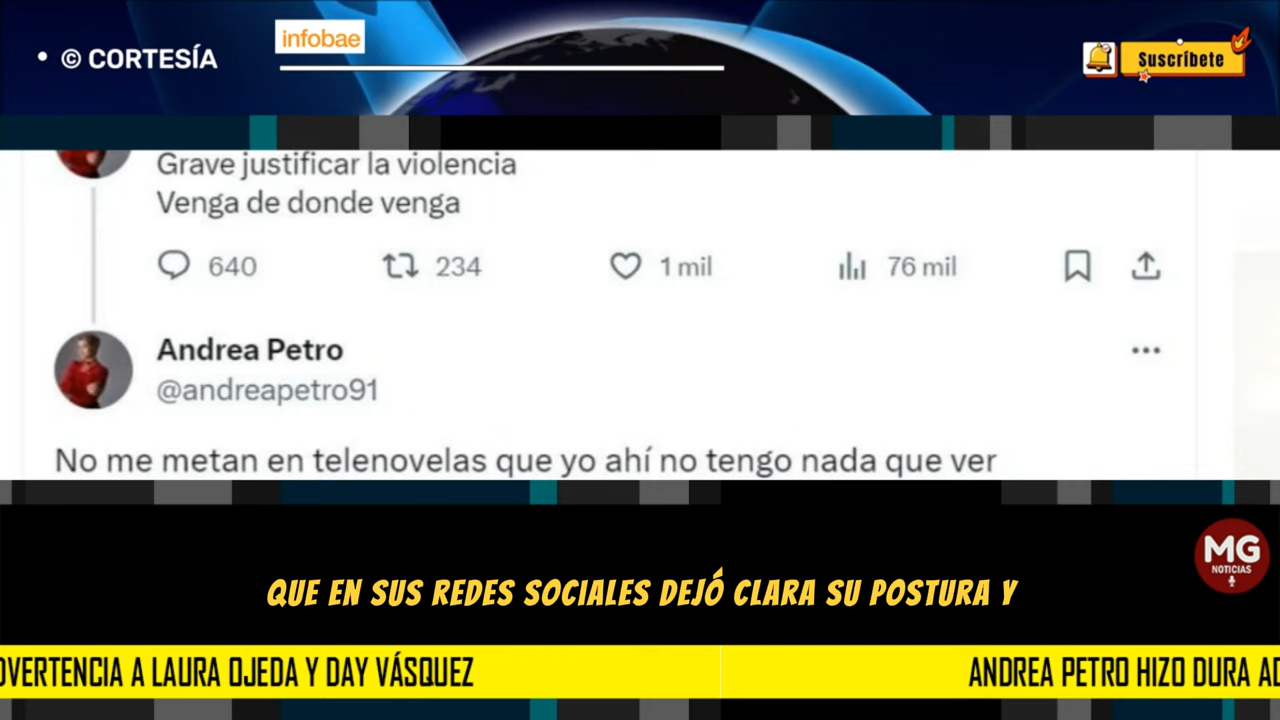 © CORTESÍA
infobae
Suscríbete
Grave justificar la violencia
Venga de donde venga
640 234 1 mil 76 mil
Andrea Petro
@andreapetro91
No me metan en telenovelas que yo ahí no tengo nada que ver
MG
NOTICIAS
QUE EN SUS REDES SOCIALES DEJÓ CLARA SU POSTURA Y
DVERTENCIA A LAURA OJEDA Y DAY VÁSQUEZ ANDREA PETRO HIZO DURA AD